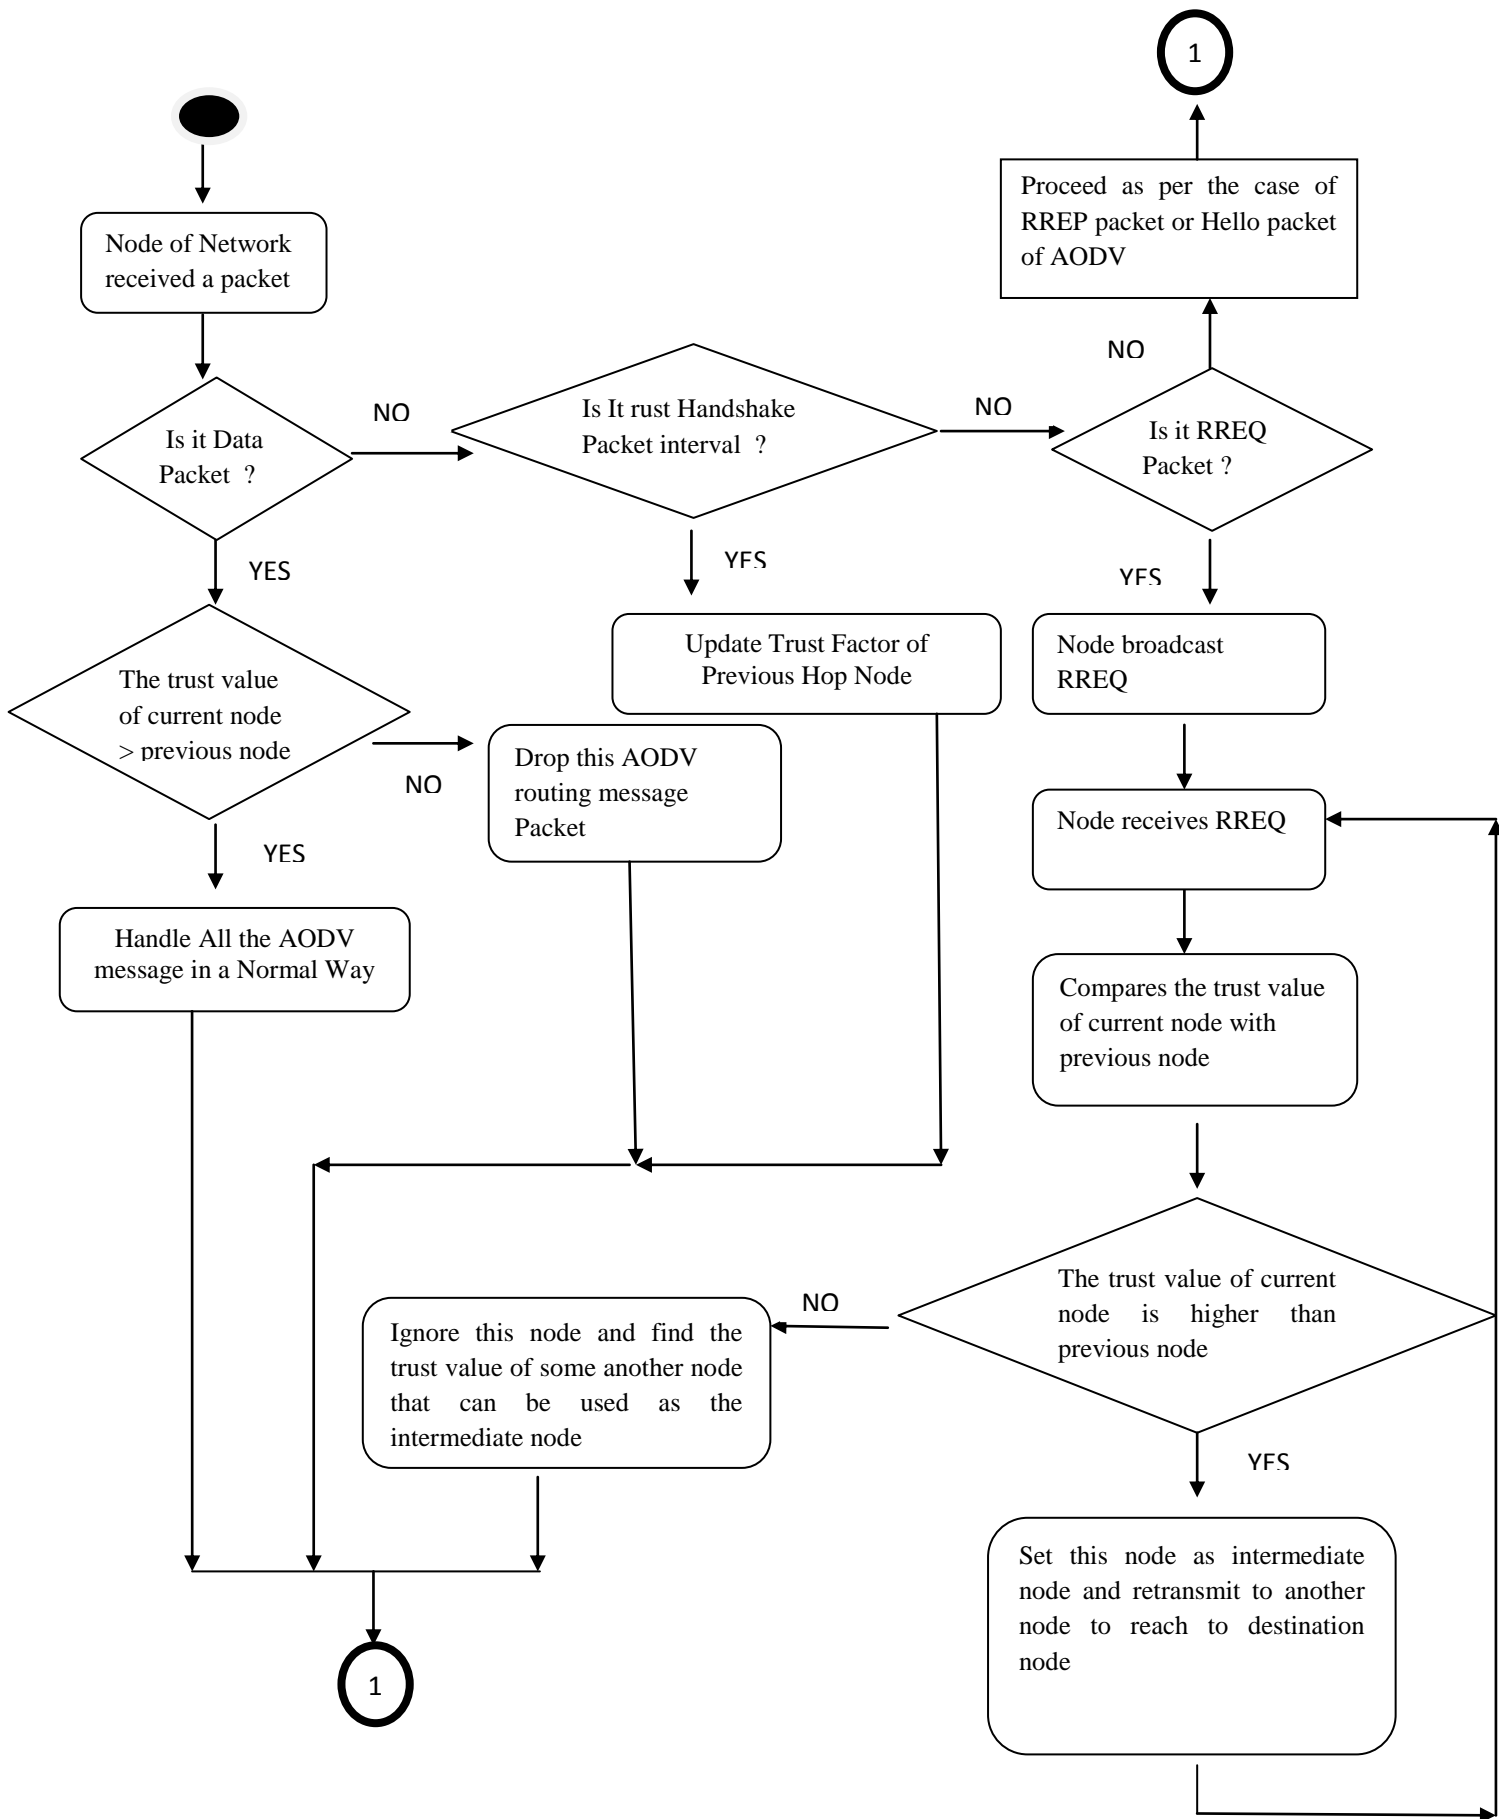 1
Proceed as per the case of
RREP packet or Hello packet
of AODV
Node of Network
received a packet
NO
Is it Data
Packet ?
NO
Is It rust Handshake
Packet interval ?
NO
Is it RREQ
Packet ?
YES
YES
YES
The trust value
of current node
> previous node
NO
Update Trust Factor of
Previous Hop Node
Node broadcast
RREQ
Drop this AODV
routing message
Packet
Node receives RREQ
YES
Handle All the AODV
message in a Normal Way
Compares the trust value
of current node with
previous node
The trust value of current
node is higher than
previous node
NO
Ignore this node and find the
trust value of some another node
that can be used as the
intermediate node
YES
Set this node as intermediate
node and retransmit to another
node to reach to destination
node
1